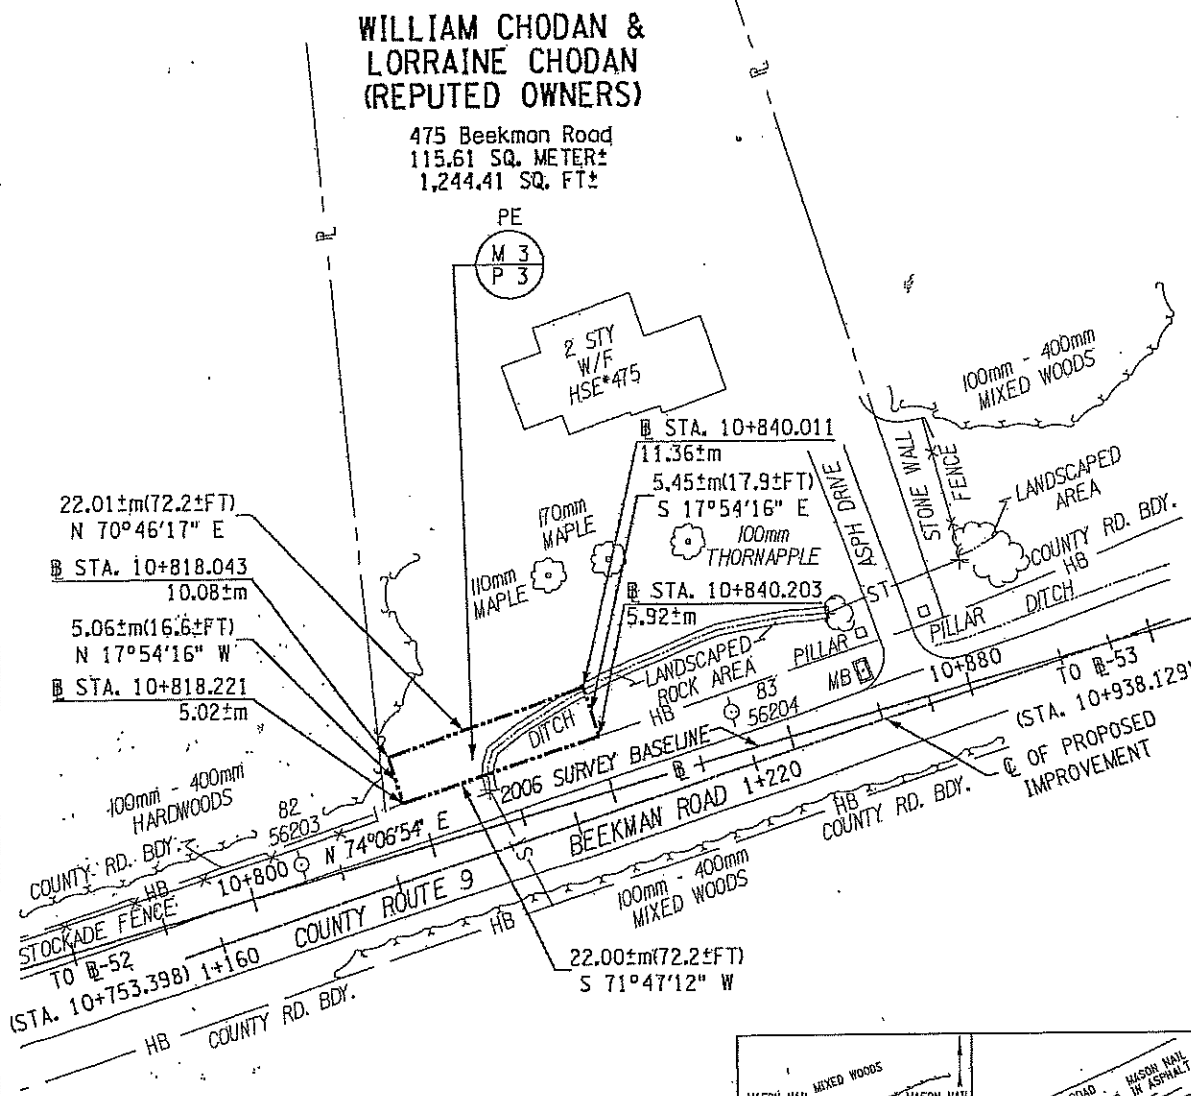 WILLIAM CHODAN &
LORRAINE CHODAN
(REPUTED OWNERS)
475 Beekman Road
115.61 SQ. METER±
1,244.41 SQ. FT±
PE
M 3
P 3
2 STY
W/F
HSE#475
100mm - 400mm
MIXED WOODS
℔ STA. 10+840.011
11.36±m
5.45±m(17.9±FT)
S 17°54'16" E
℔ STA. 10+840.203
5.92±m
22.01±m(72.2±FT)
N 70°46'17" E
℔ STA. 10+818.043
10.08±m
5.06±m(16.6±FT)
N 17°54'16" W
℔ STA. 10+818.221
5.02±m
170mm
MAPLE
110mm
MAPLE
100mm
THORNAPPLE
ASPH DRIVE
STONE WALL
FENCE
LANDSCAPED
AREA
COUNTY RD. BDY.
HB
ST
PILLAR
DITCH
PILLAR
LANDSCAPED
ROCK AREA
DITCH
HB
83
56204
MB
10+880
TO ℔-53
(STA. 10+938.129)
2006 SURVEY BASELINE
℔
℄ OF PROPOSED
IMPROVEMENT
100mm - 400mm
HARDWOODS
82
56203
COUNTY RD. BDY.
HB
STOCKADE FENCE
10+800
N 74°06'54" E
TO ℔-52
(STA. 10+753.398)
1+160
COUNTY ROUTE 9
BEEKMAN ROAD
1+220
HB
COUNTY RD. BDY.
100mm - 400mm
MIXED WOODS
HB
22.00±m(72.2±FT)
S 71°47'12" W
HB
COUNTY RD. BDY.
MIXED WOODS
MASON NAIL
IN ASPHALT